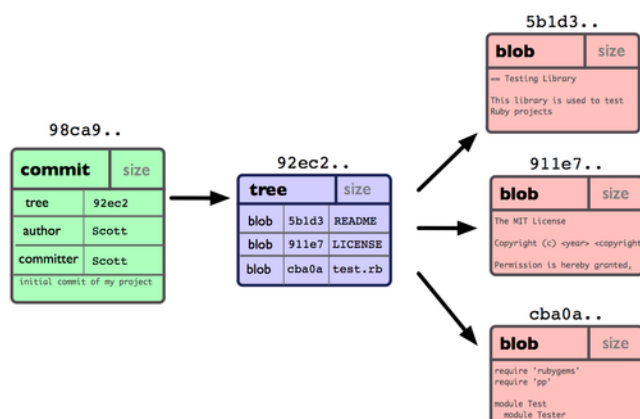 98ca9..
commit size
tree 92ec2
author Scott
committer Scott
initial commit of my project
92ec2..
tree size
blob 5b1d3 README
blob 911e7 LICENSE
blob cba0a test.rb
5b1d3..
blob size
== Testing Library
This library is used to test
Ruby projects
911e7..
blob size
The MIT License
Copyright (c) <year> <copyright
Permission is hereby granted,
cba0a..
blob size
require 'rubygems'
require 'pp'
module Test
module Tester